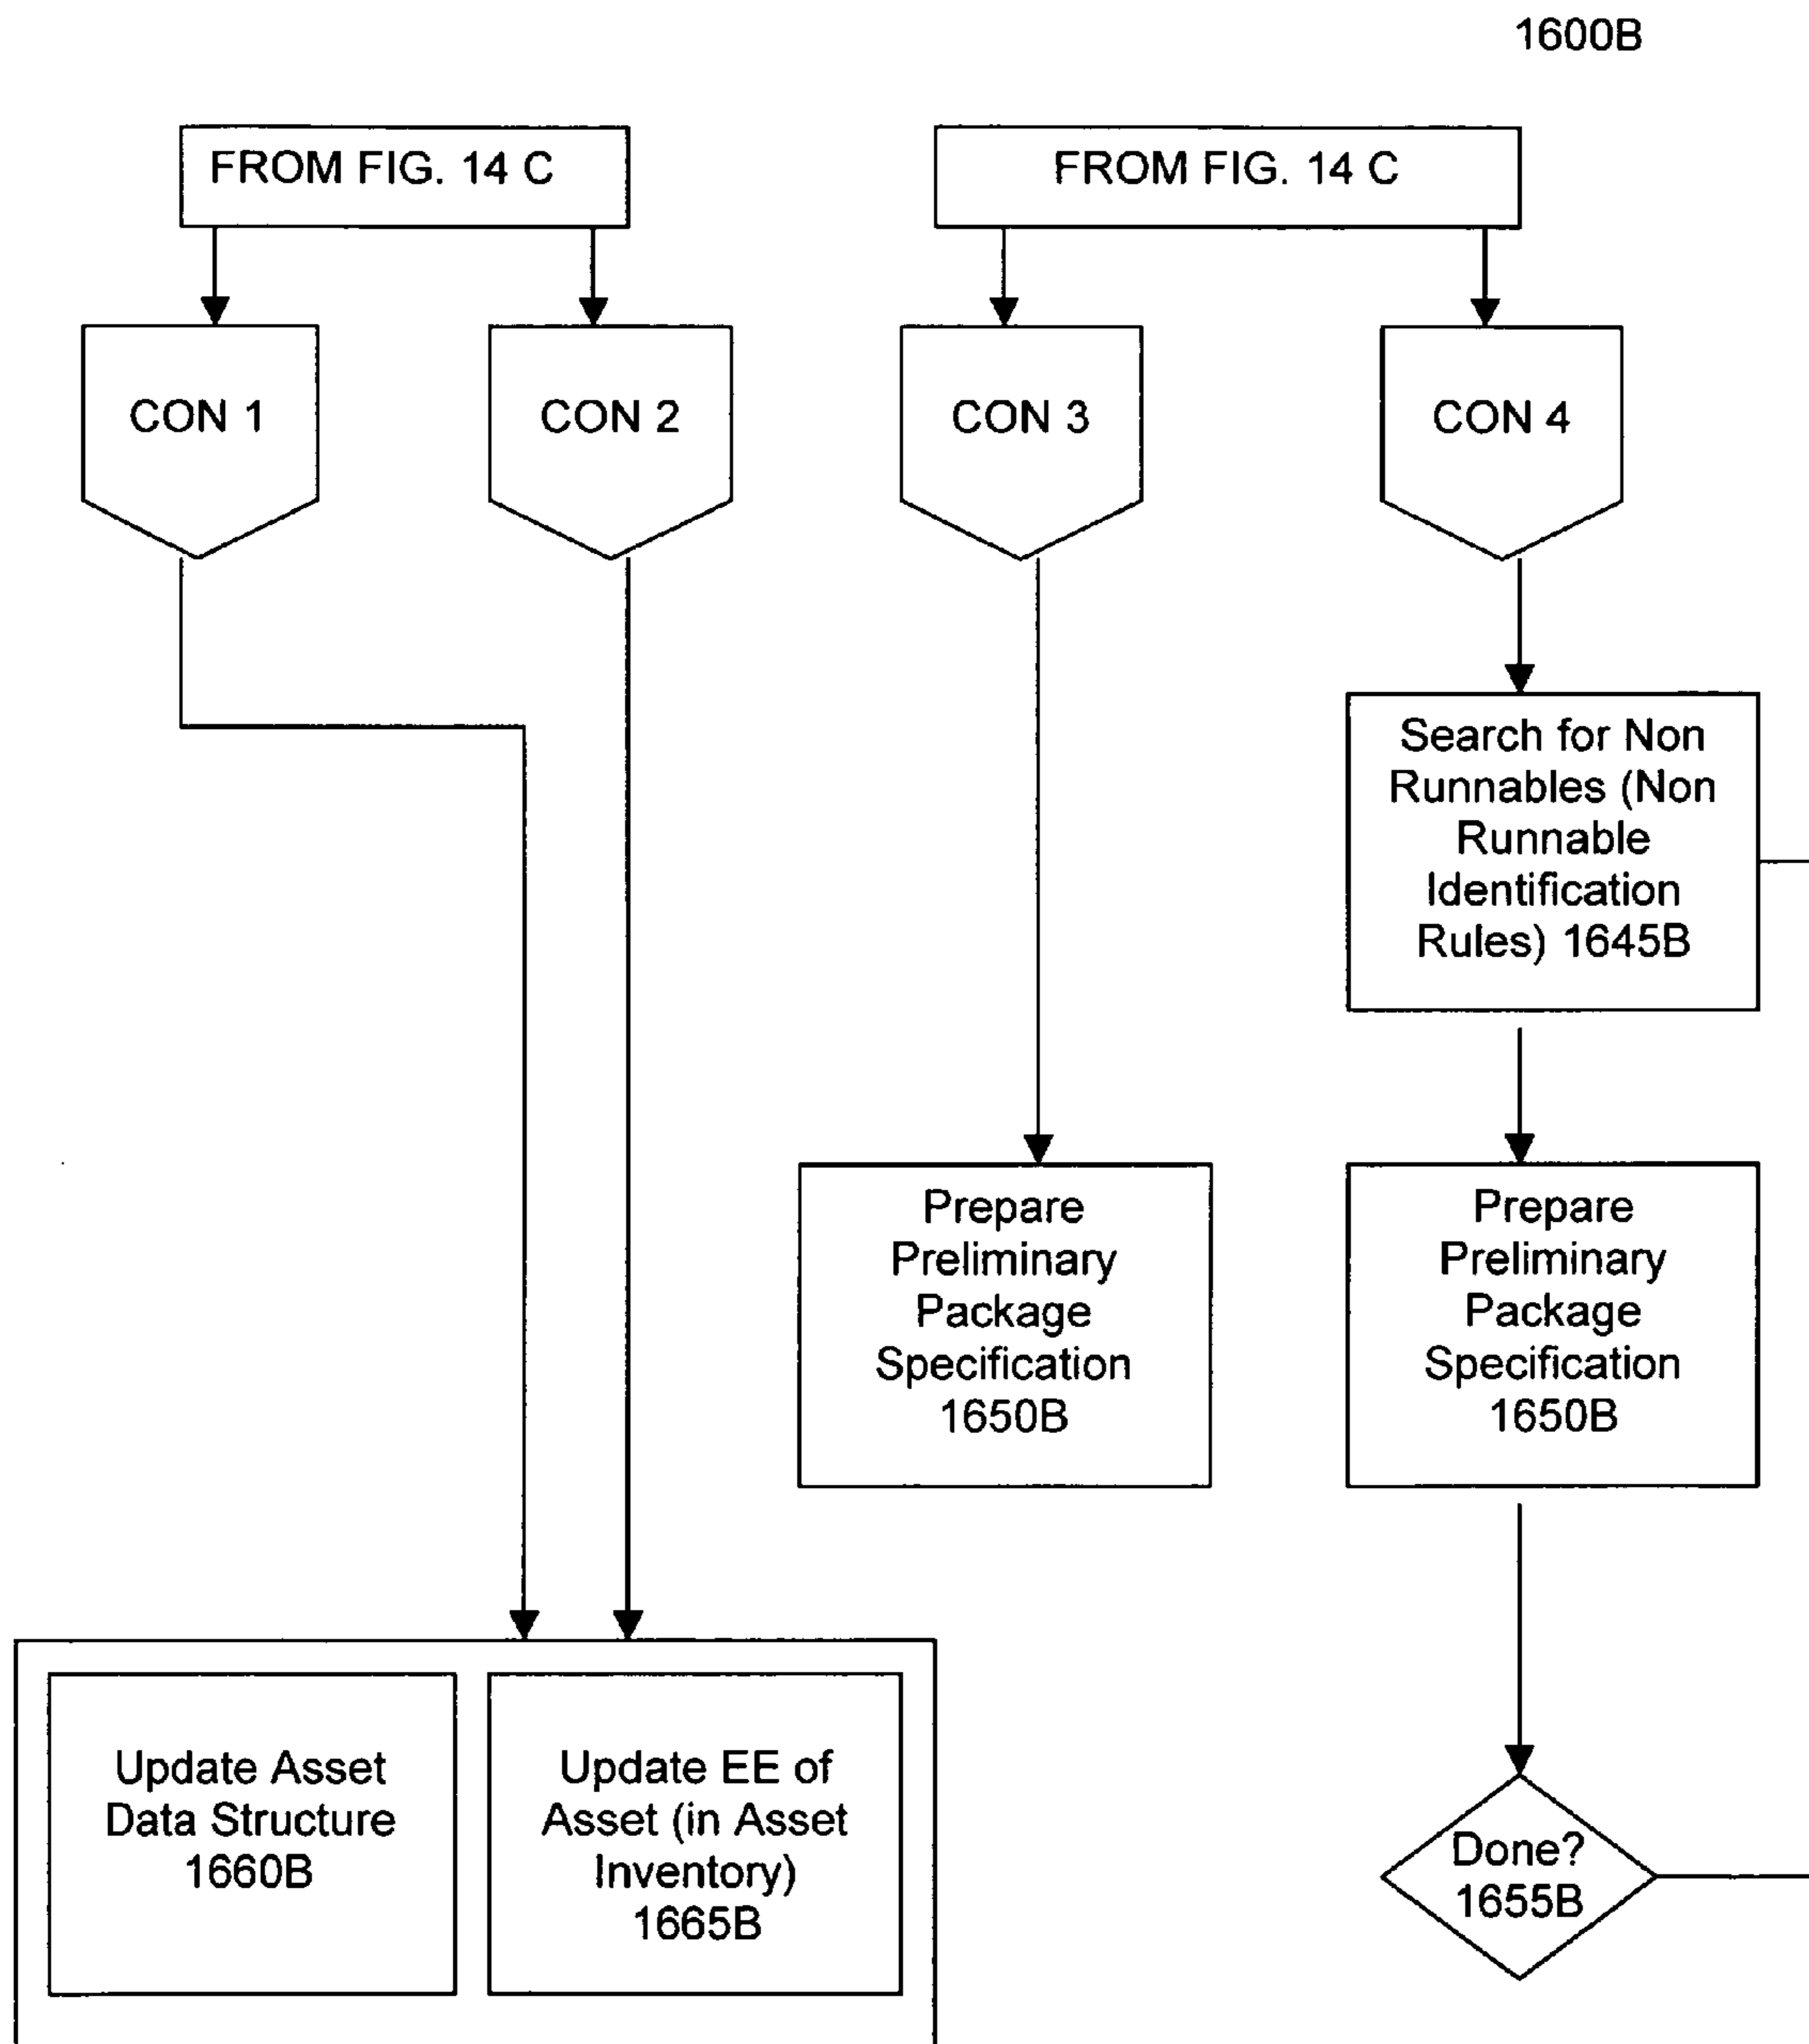 1600B
FROM FIG. 14 C
FROM FIG. 14 C
CON 1
CON 2
CON 3
CON 4
Search for Non
Runnables (Non
Runnable
Identification
Rules) 1645B
Prepare
Preliminary
Package
Specification
1650B
Prepare
Preliminary
Package
Specification
1650B
Update Asset
Data Structure
1660B
Update EE of
Asset (in Asset
Inventory)
1665B
Done?
1655B